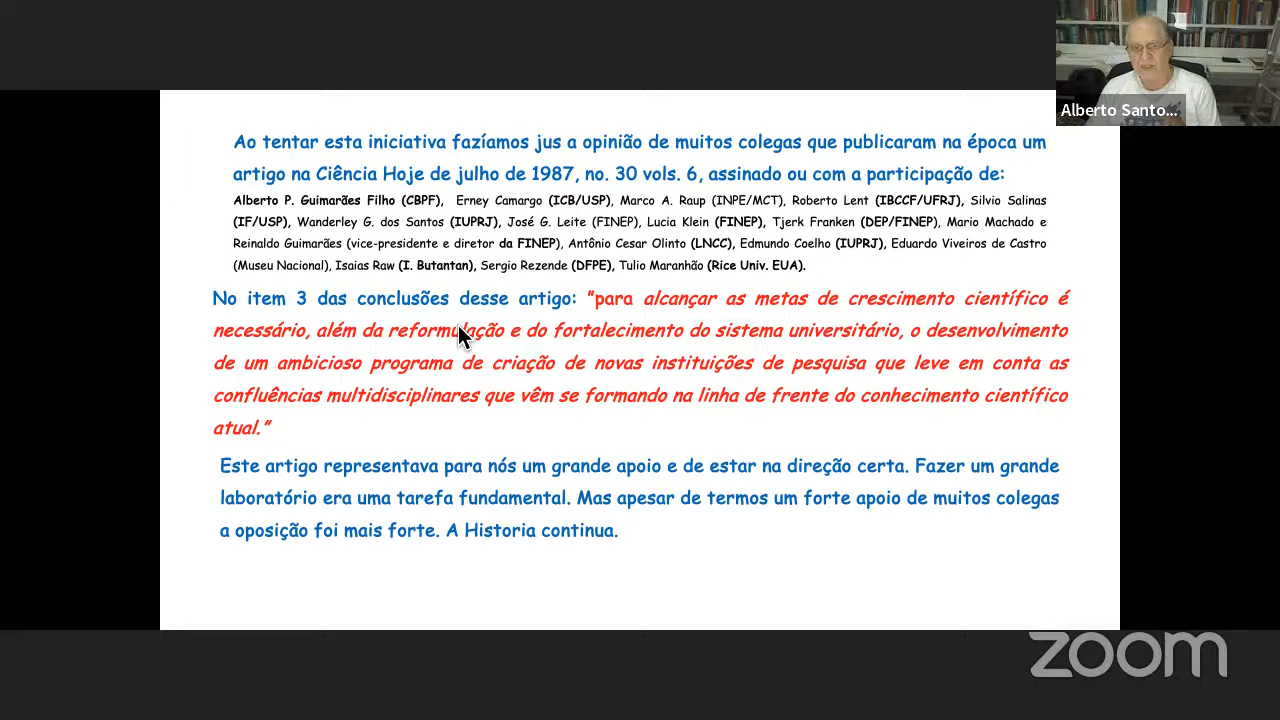 Alberto Santo...
Ao tentar esta iniciativa fazíamos jus a opinião de muitos colegas que publicaram na época um
artigo na Ciência Hoje de julho de 1987, no. 30 vols. 6, assinado ou com a participação de:
Alberto P. Guimarães Filho (CBPF), Erney Camargo (ICB/USP), Marco A. Raup (INPE/MCT), Roberto Lent (IBCCF/UFRJ), Silvio Salinas
(IF/USP), Wanderley G. dos Santos (IUPRJ), José G. Leite (FINEP), Lucia Klein (FINEP), Tjerk Franken (DEP/FINEP), Mario Machado e
Reinaldo Guimarães (vice-presidente e diretor da FINEP), Antônio Cesar Olinto (LNCC), Edmundo Coelho (IUPRJ), Eduardo Viveiros de Castro
(Museu Nacional), Isaias Raw (I. Butantan), Sergio Rezende (DFPE), Tulio Maranhão (Rice Univ. EUA).
No item 3 das conclusões desse artigo: "para alcançar as metas de crescimento científico é
necessário, além da reformulação e do fortalecimento do sistema universitário, o desenvolvimento
de um ambicioso programa de criação de novas instituições de pesquisa que leve em conta as
confluências multidisciplinares que vêm se formando na linha de frente do conhecimento científico
atual."
Este artigo representava para nós um grande apoio e de estar na direção certa. Fazer um grande
laboratório era uma tarefa fundamental. Mas apesar de termos um forte apoio de muitos colegas
a oposição foi mais forte. A Historia continua.
zoom